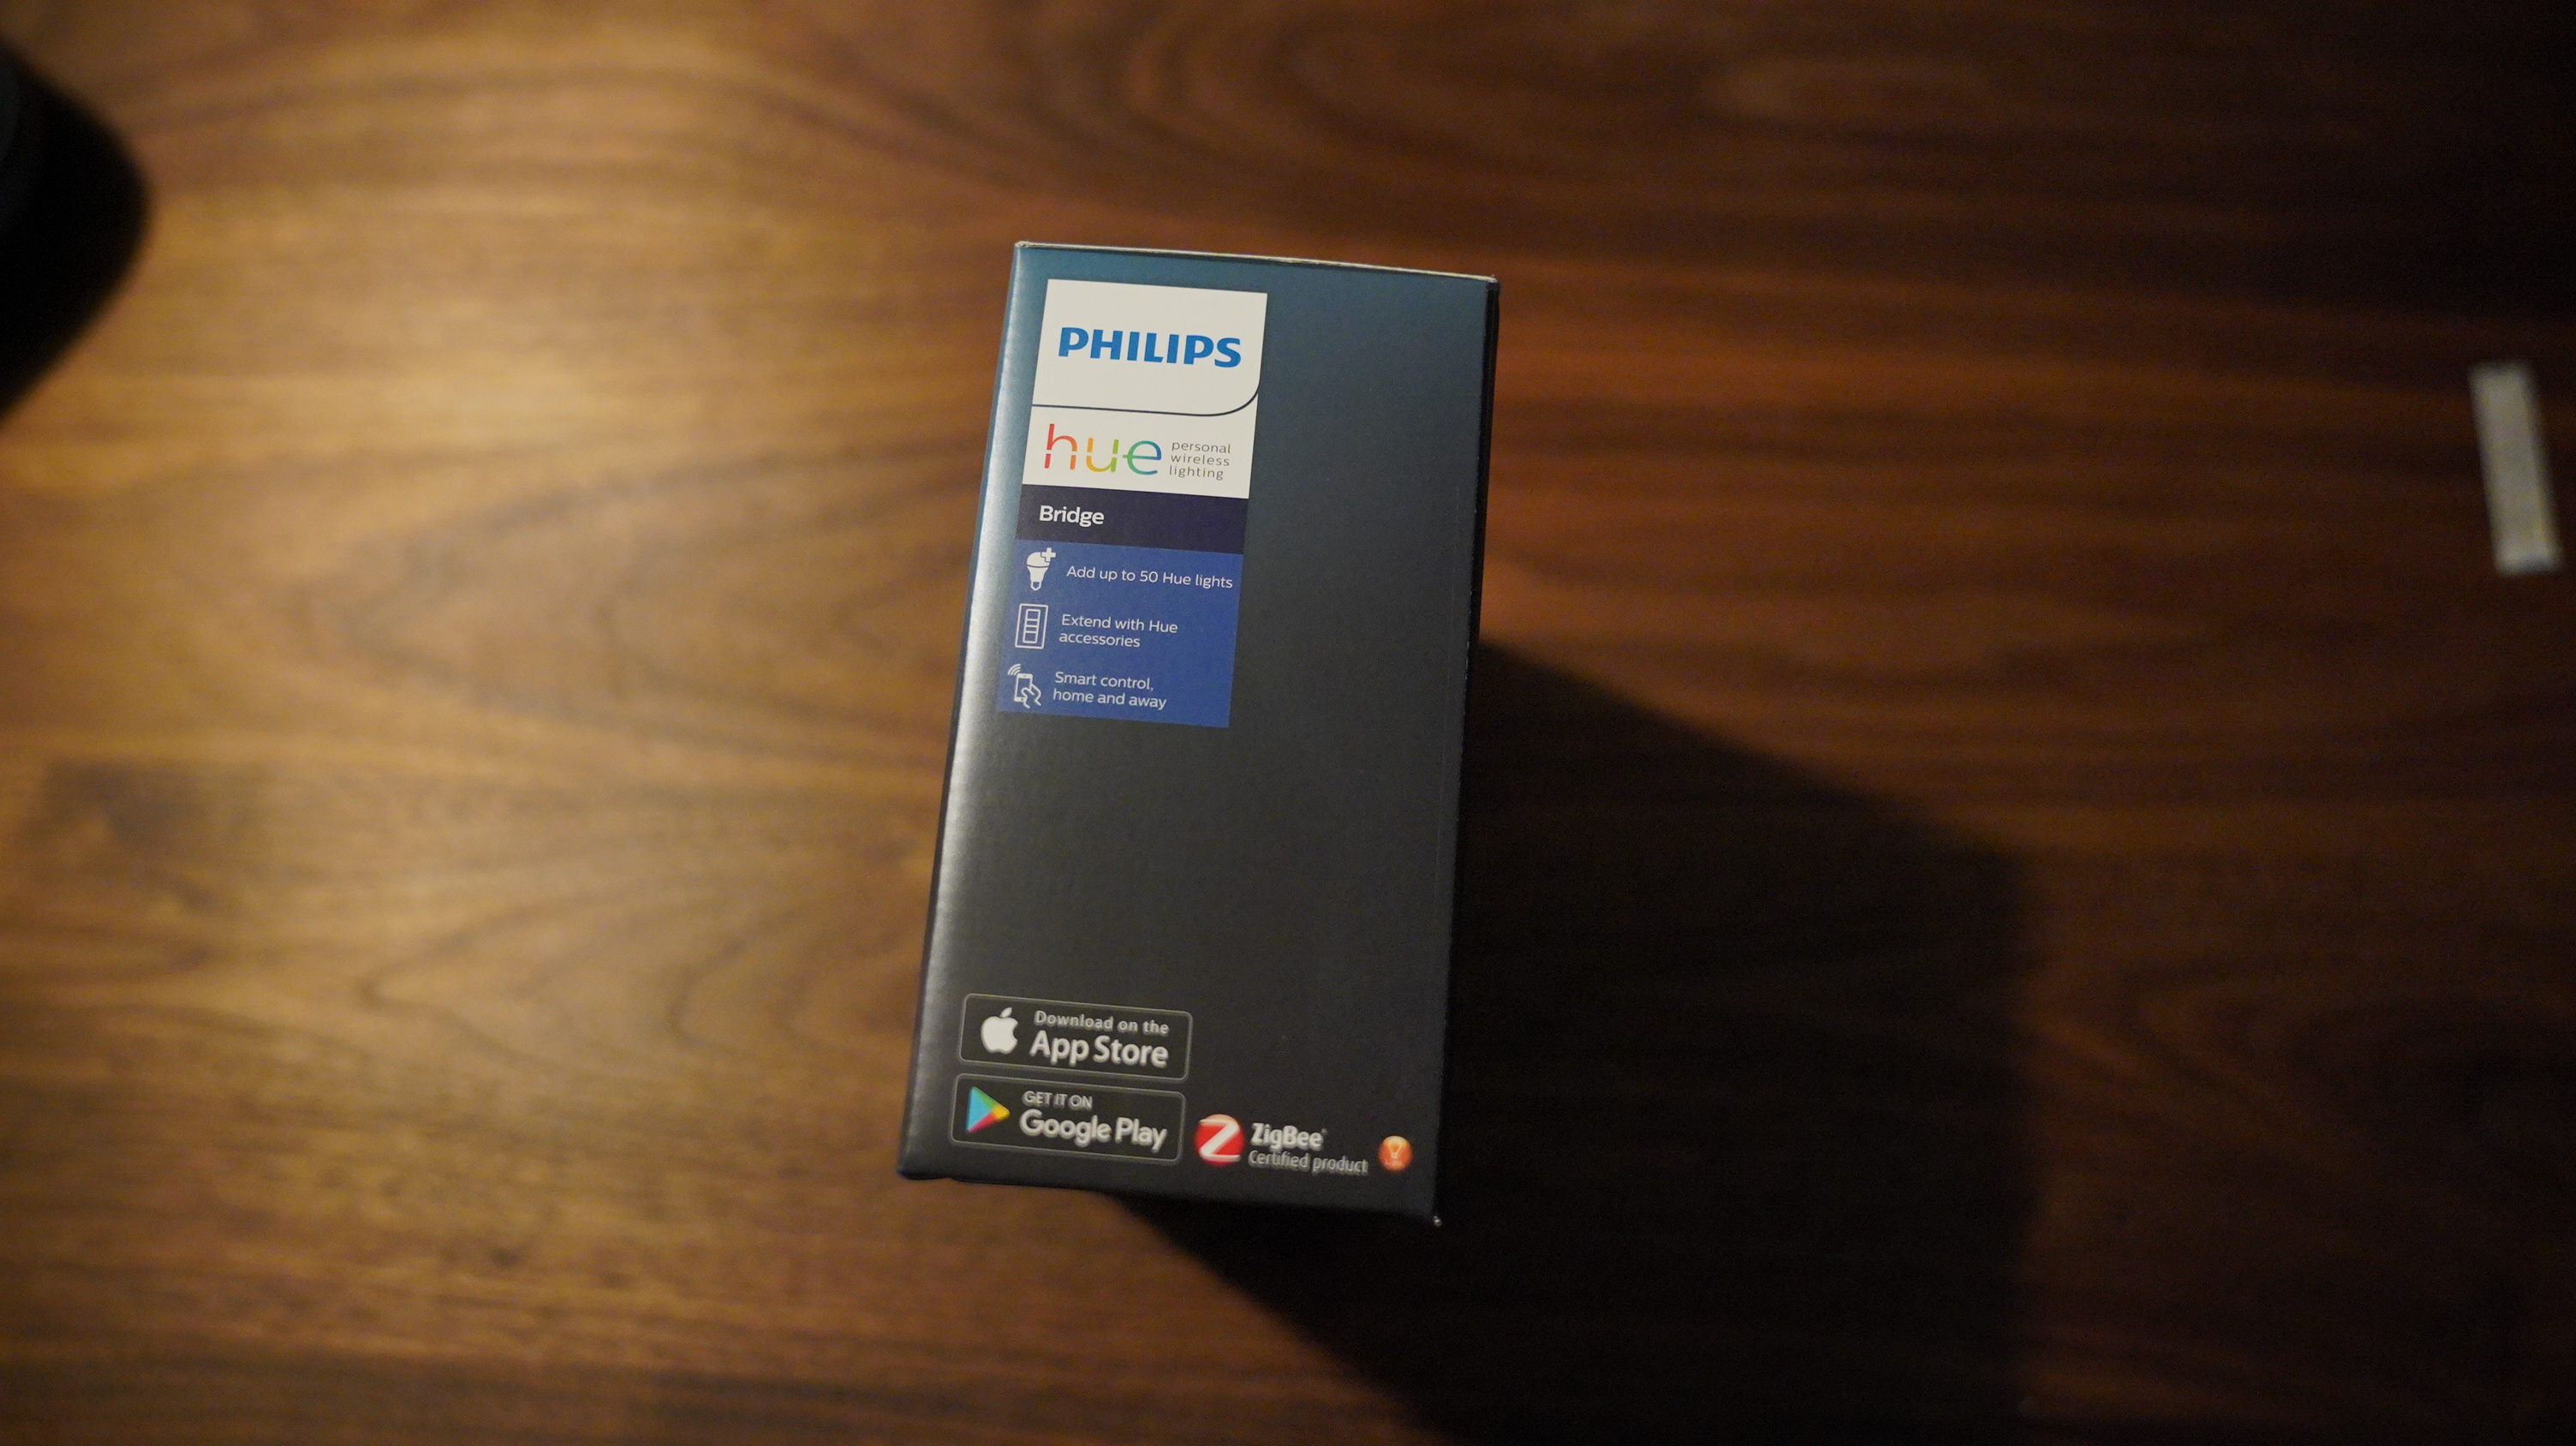 PHILIPS
hue
personal
wireless
lighting
Bridge
Add up to 50 Hue lights
Extend with Hue
accessories
Smart control,
home and away
Download on the
App Store
GET IT ON
Google Play
ZigBee®
Certified product